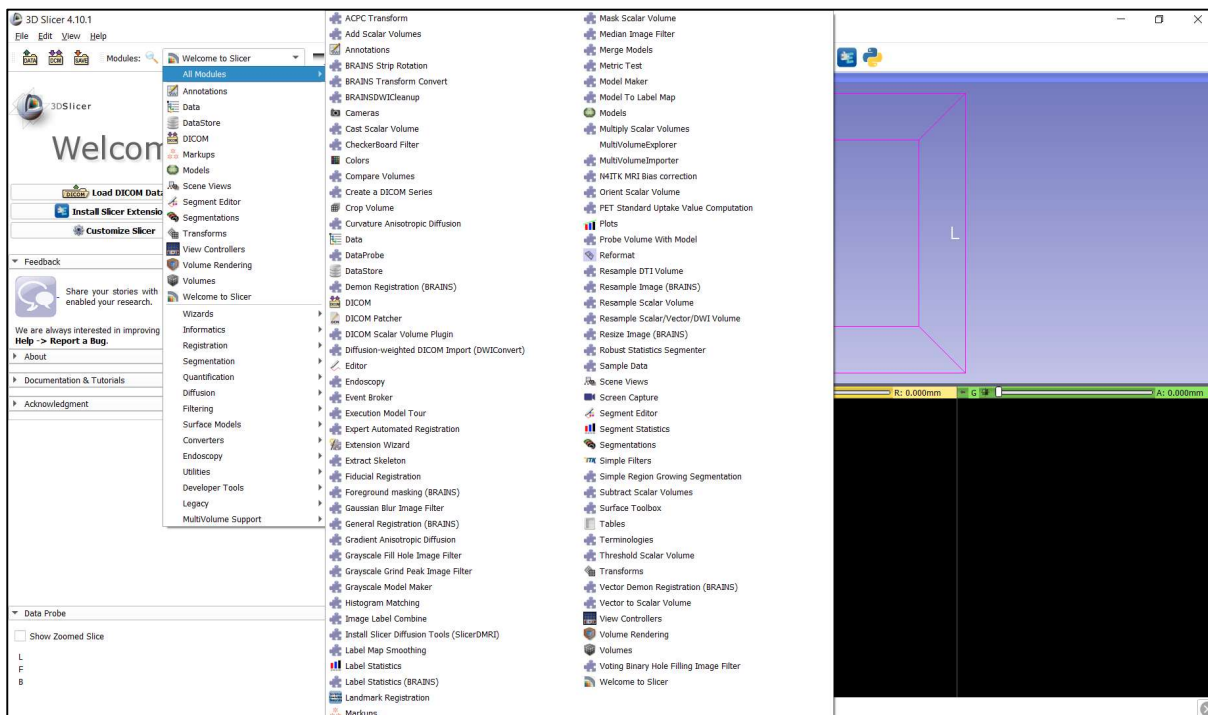 3D Slicer 4.10.1
File Edit View Help
DATA DCM SAVE Modules: Welcome to Slicer
3DSlicer
Welcom
Load DICOM Data
Install Slicer Extensio
Customize Slicer
Feedback
Share your stories with
enabled your research.
We are always interested in improving
Help -> Report a Bug.
About
Documentation & Tutorials
Acknowledgment
Data Probe
Show Zoomed Slice
L
F
B
All Modules
Annotations
Data
DataStore
DICOM
Markups
Models
Scene Views
Segment Editor
Segmentations
Transforms
View Controllers
Volume Rendering
Volumes
Welcome to Slicer
Wizards
Informatics
Registration
Segmentation
Quantification
Diffusion
Filtering
Surface Models
Converters
Endoscopy
Utilities
Developer Tools
Legacy
MultiVolume Support
ACPC Transform
Add Scalar Volumes
Annotations
BRAINS Strip Rotation
BRAINS Transform Convert
BRAINSDWICleanup
Cameras
Cast Scalar Volume
CheckerBoard Filter
Colors
Compare Volumes
Create a DICOM Series
Crop Volume
Curvature Anisotropic Diffusion
Data
DataProbe
DataStore
Demon Registration (BRAINS)
DICOM
DICOM Patcher
DICOM Scalar Volume Plugin
Diffusion-weighted DICOM Import (DWIConvert)
Editor
Endoscopy
Event Broker
Execution Model Tour
Expert Automated Registration
Extension Wizard
Extract Skeleton
Fiducial Registration
Foreground masking (BRAINS)
Gaussian Blur Image Filter
General Registration (BRAINS)
Gradient Anisotropic Diffusion
Grayscale Fill Hole Image Filter
Grayscale Grind Peak Image Filter
Grayscale Model Maker
Histogram Matching
Image Label Combine
Install Slicer Diffusion Tools (SlicerDMRI)
Label Map Smoothing
Label Statistics
Label Statistics (BRAINS)
Landmark Registration
Markups
Mask Scalar Volume
Median Image Filter
Merge Models
Metric Test
Model Maker
Model To Label Map
Models
Multiply Scalar Volumes
MultiVolumeExplorer
MultiVolumeImporter
N4ITK MRI Bias correction
Orient Scalar Volume
PET Standard Uptake Value Computation
Plots
Probe Volume With Model
Reformat
Resample DTI Volume
Resample Image (BRAINS)
Resample Scalar Volume
Resample Scalar/Vector/DWI Volume
Resize Image (BRAINS)
Robust Statistics Segmenter
Sample Data
Scene Views
Screen Capture
Segment Editor
Segment Statistics
Segmentations
Simple Filters
Simple Region Growing Segmentation
Subtract Scalar Volumes
Surface Toolbox
Tables
Terminologies
Threshold Scalar Volume
Transforms
Vector Demon Registration (BRAINS)
Vector to Scalar Volume
View Controllers
Volume Rendering
Volumes
Voting Binary Hole Filling Image Filter
Welcome to Slicer
L
R: 0.000mm
G
A: 0.000mm